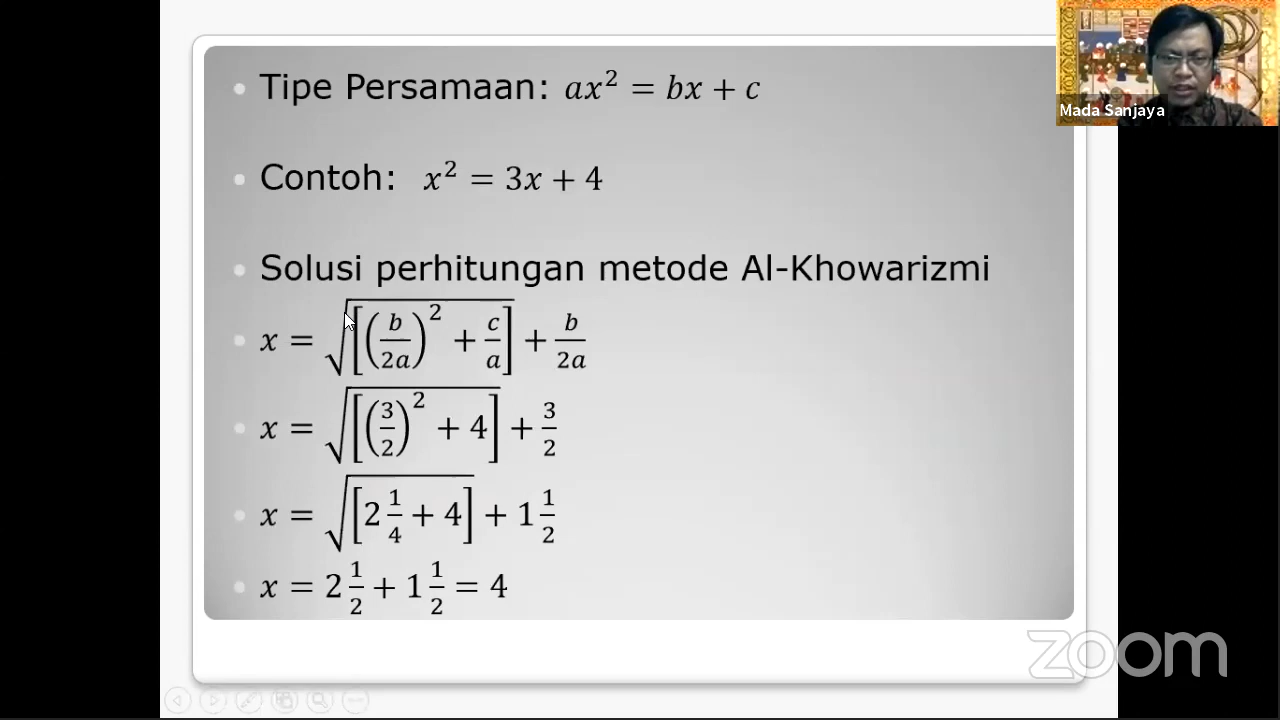 Tipe Persamaan: 𝑎𝑥² = 𝑏𝑥 + 𝑐
Mada Sanjaya
Contoh: 𝑥² = 3𝑥 + 4
Solusi perhitungan metode Al-Khowarizmi
𝑥 = √[(𝑏/2𝑎)² + 𝑐/𝑎] + 𝑏/2𝑎
𝑥 = √[(3/2)² + 4] + 3/2
𝑥 = √[2 1/4 + 4] + 1 1/2
𝑥 = 2 1/2 + 1 1/2 = 4
zoom